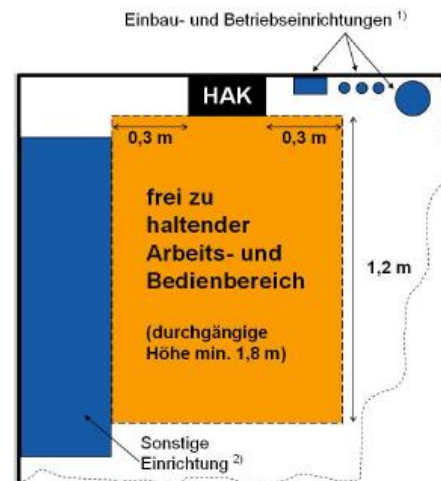 Einbau- und Betriebseinrichtungen 1)
HAK
0,3 m
0,3 m
frei zu
haltender
Arbeits- und
Bedienbereich
(durchgängige
Höhe min. 1,8 m)
1,2 m
Sonstige
Einrichtung 2)